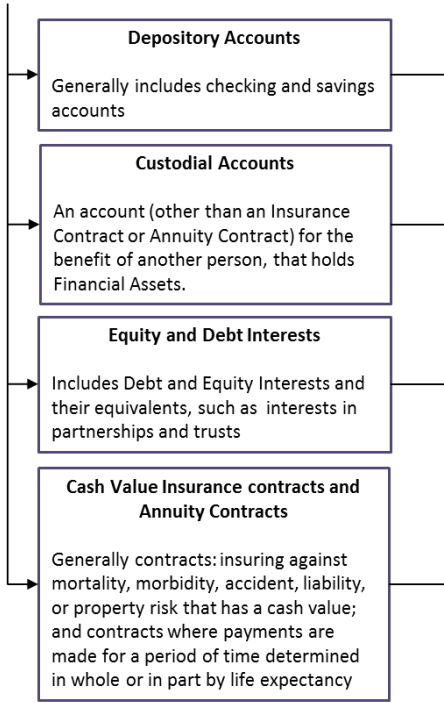 Depository Accounts
Generally includes checking and savings
accounts
Custodial Accounts
An account (other than an Insurance
Contract or Annuity Contract) for the
benefit of another person, that holds
Financial Assets.
Equity and Debt Interests
Includes Debt and Equity Interests and
their equivalents, such as interests in
partnerships and trusts
Cash Value Insurance contracts and
Annuity Contracts
Generally contracts: insuring against
mortality, morbidity, accident, liability,
or property risk that has a cash value;
and contracts where payments are
made for a period of time determined
in whole or in part by life expectancy